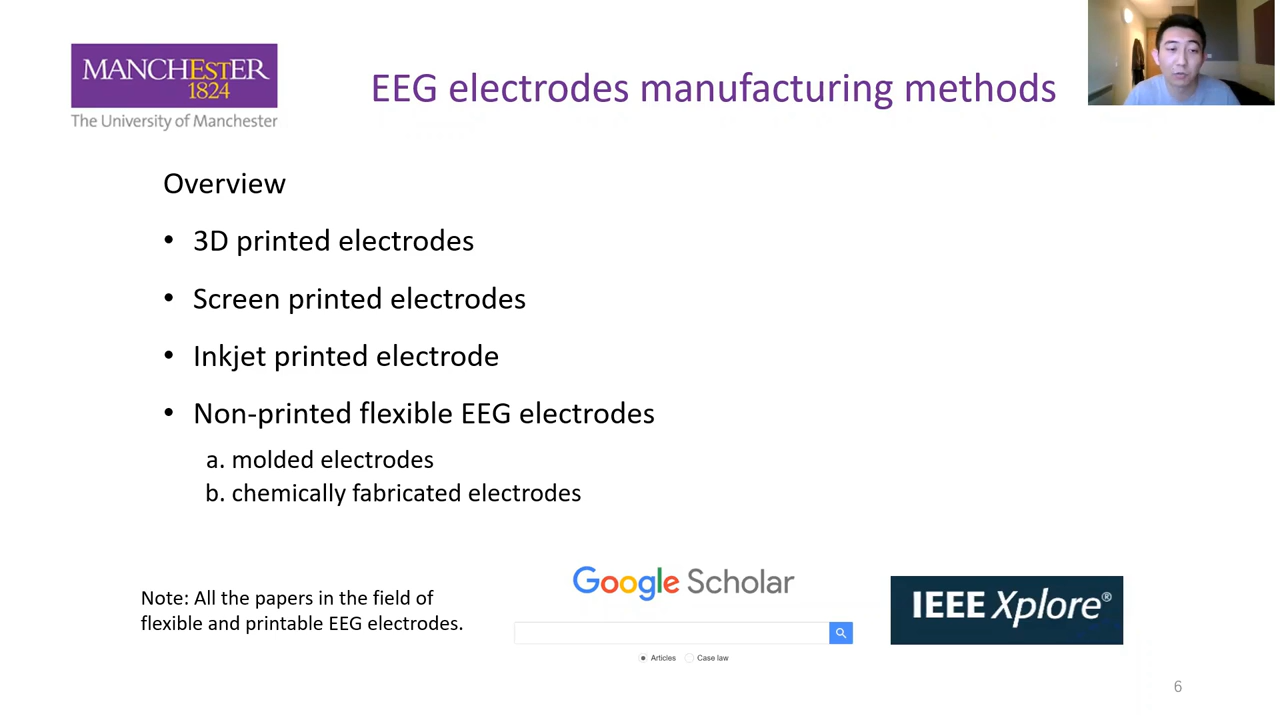 MANCHESTER
1824
The University of Manchester
EEG electrodes manufacturing methods
Overview
• 3D printed electrodes
• Screen printed electrodes
• Inkjet printed electrode
• Non-printed flexible EEG electrodes
a. molded electrodes
b. chemically fabricated electrodes
Note: All the papers in the field of
flexible and printable EEG electrodes.
Google Scholar
Articles Case law
IEEE Xplore®
6